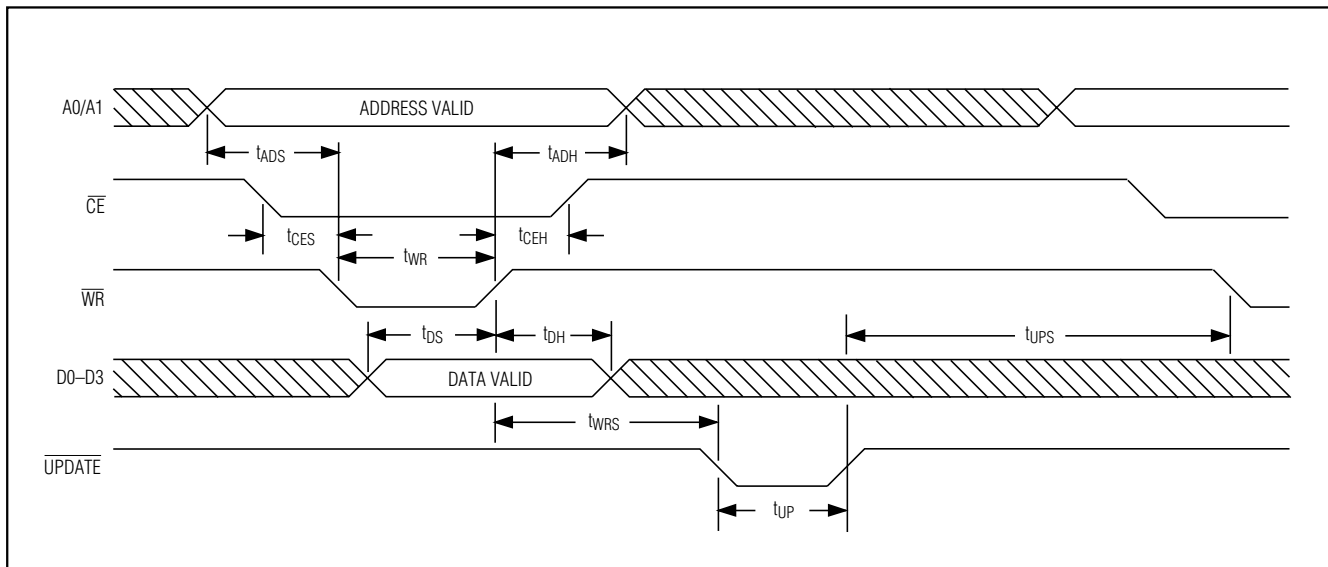 A0/A1
ADDRESS VALID
tADS
tADH
CE
tCES
tCEH
tWR
WR
tDS
tDH
tUPS
D0–D3
DATA VALID
tWRS
UPDATE
tUP